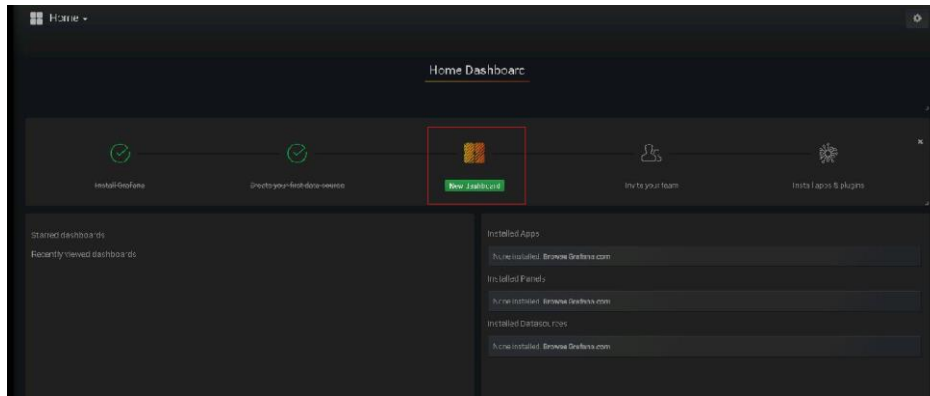 Home
Home Dashboard
Install Grafana
Create your first data source
New Dashboard
Invite your team
Install apps & plugins
Starred dashboards
Recently viewed dashboards
Installed Apps
None installed. Browse Grafana.com
Installed Panels
None installed. Browse Grafana.com
Installed Datasources
None installed. Browse Grafana.com